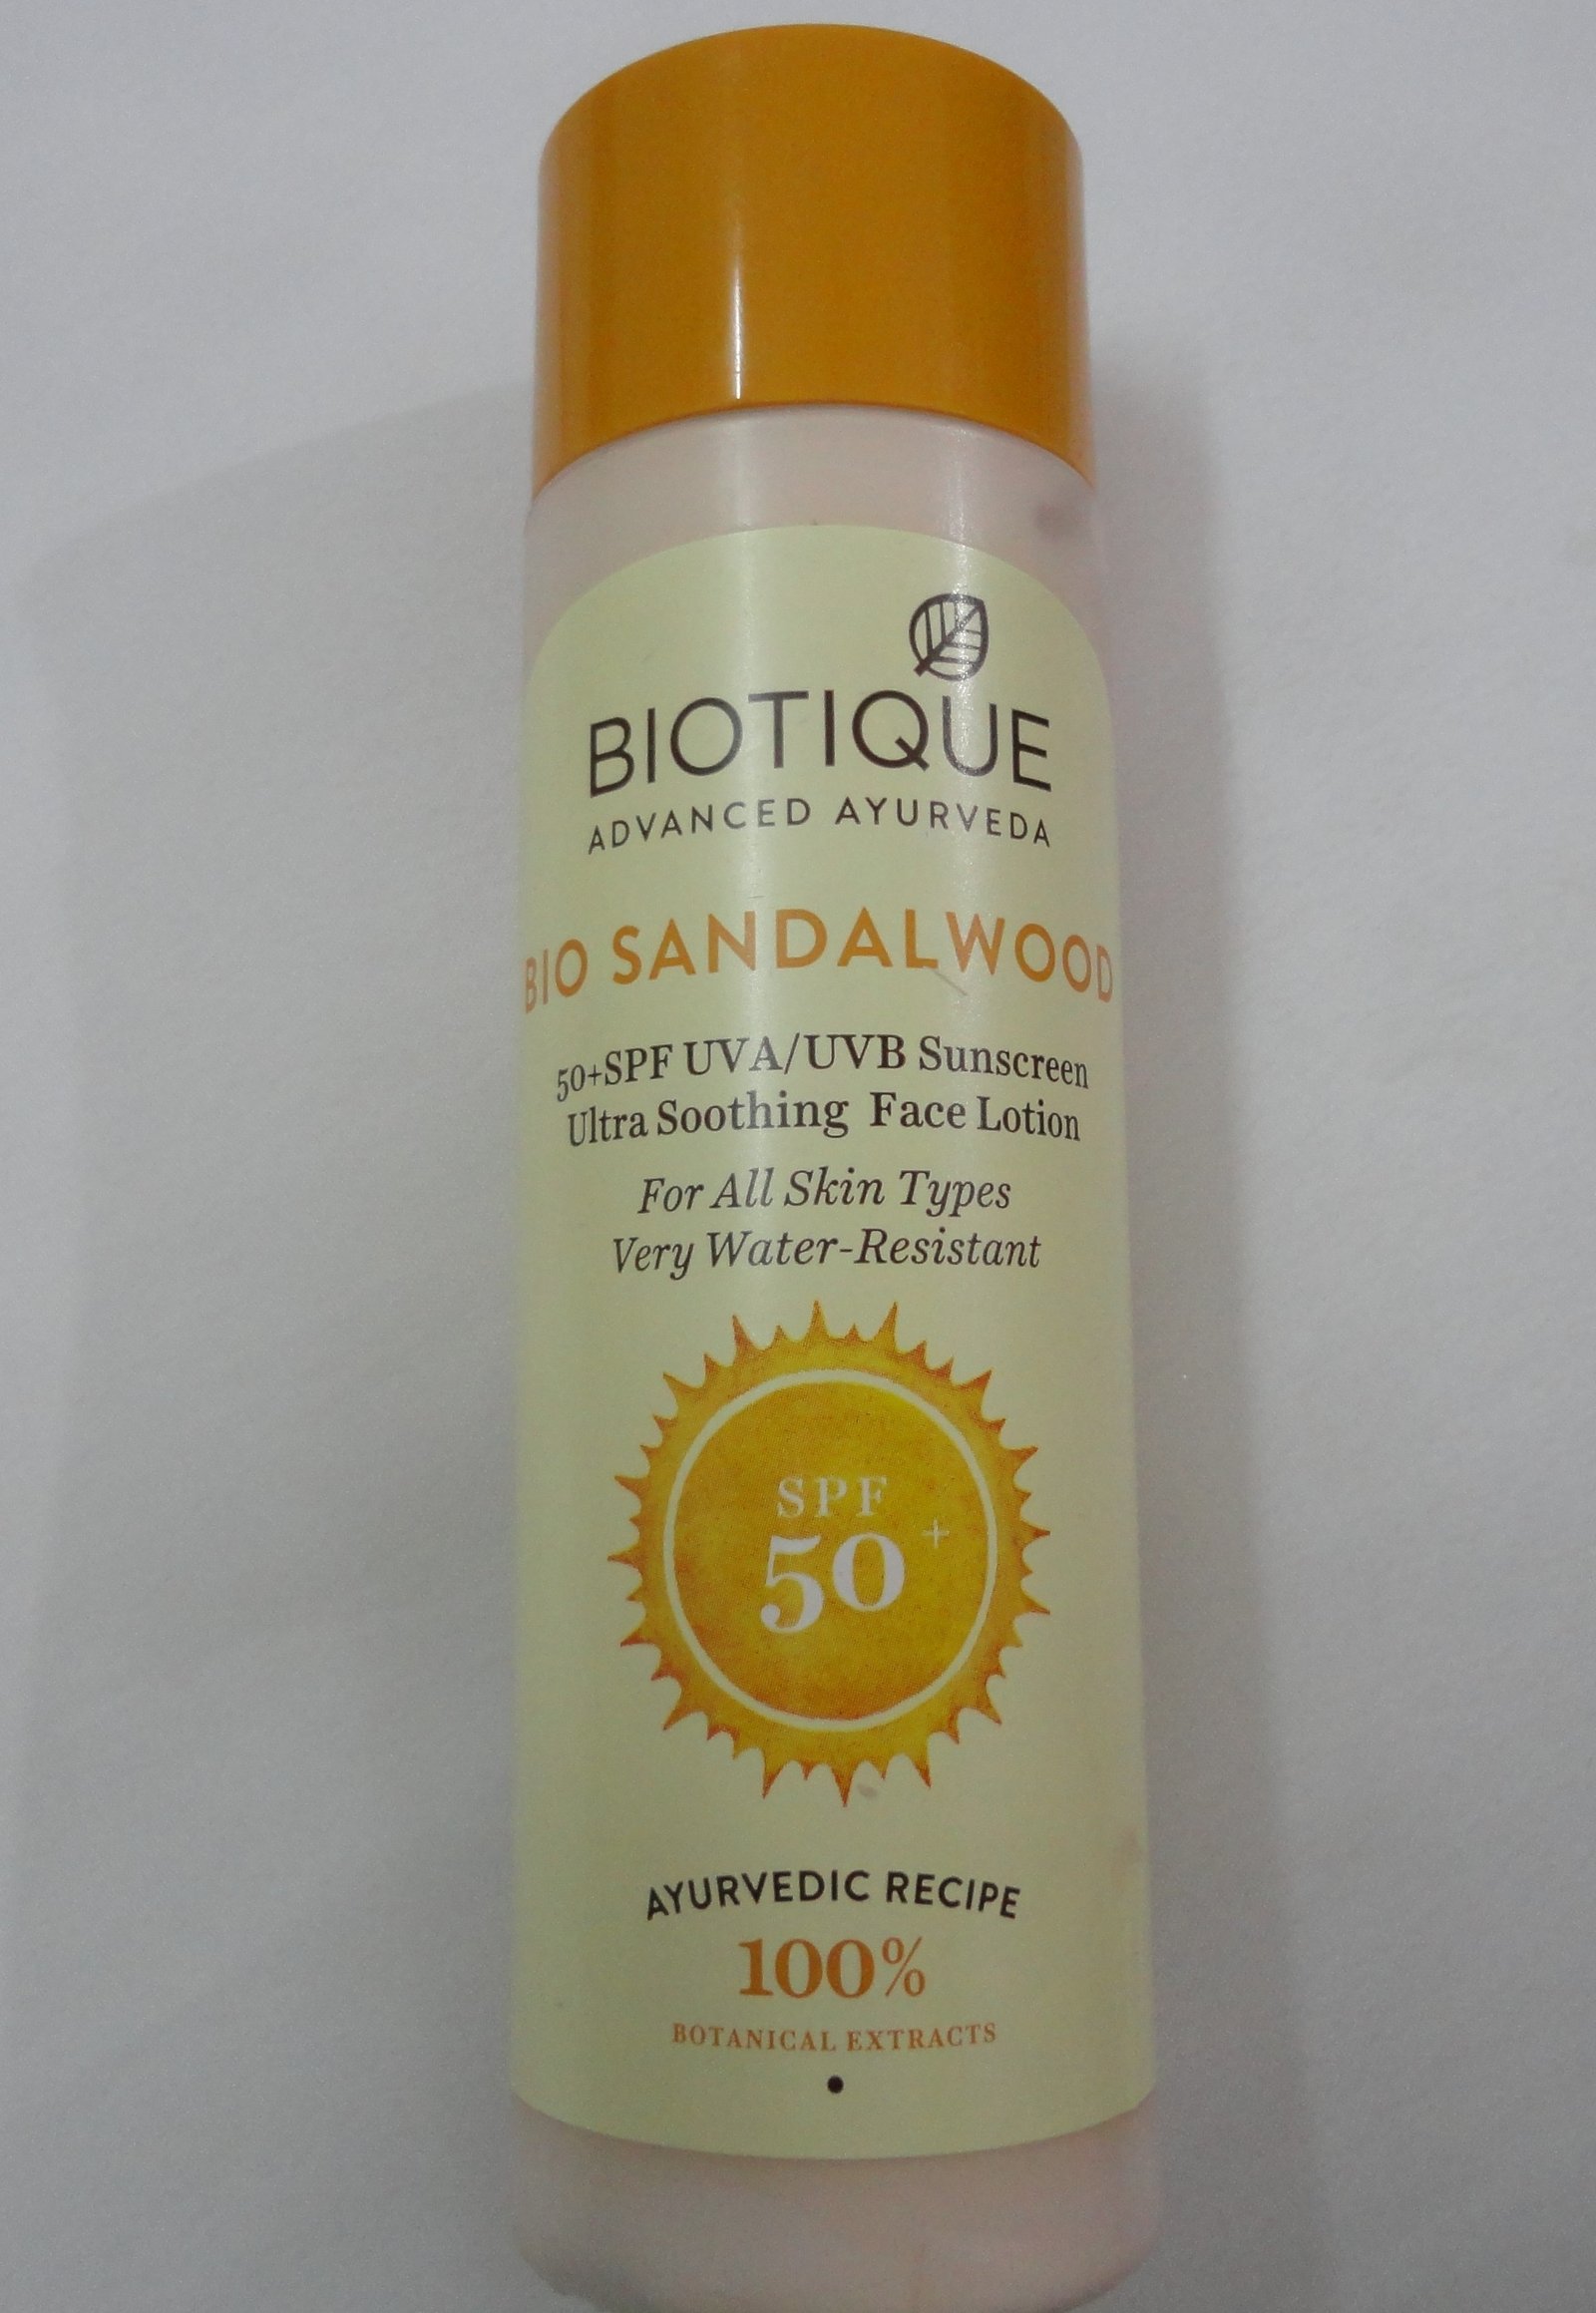 BIOTIQUE
ADVANCED AYURVEDA
BIO SANDALWOOD
50+SPF UVA/UVB Sunscreen
Ultra Soothing Face Lotion
For All Skin Types
Very Water-Resistant
SPF
50+
AYURVEDIC RECIPE
100%
BOTANICAL EXTRACTS